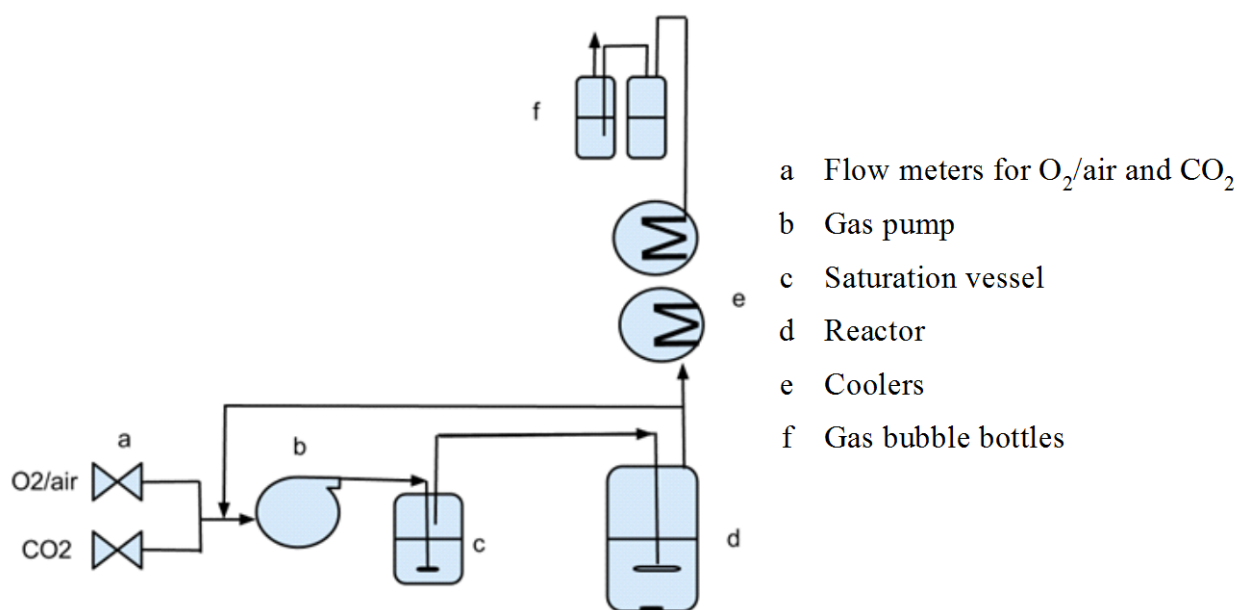 f
a Flow meters for O₂/air and CO₂
b Gas pump
c Saturation vessel
d Reactor
e Coolers
f Gas bubble bottles
M
M
e
a
b
O2/air
CO2
c
d